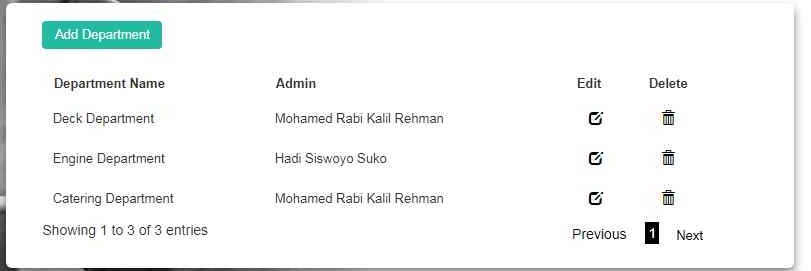 Add Department
Department Name Admin Edit Delete
Deck Department Mohamed Rabi Kalil Rehman
Engine Department Hadi Siswoyo Suko
Catering Department Mohamed Rabi Kalil Rehman
Showing 1 to 3 of 3 entries Previous 1 Next